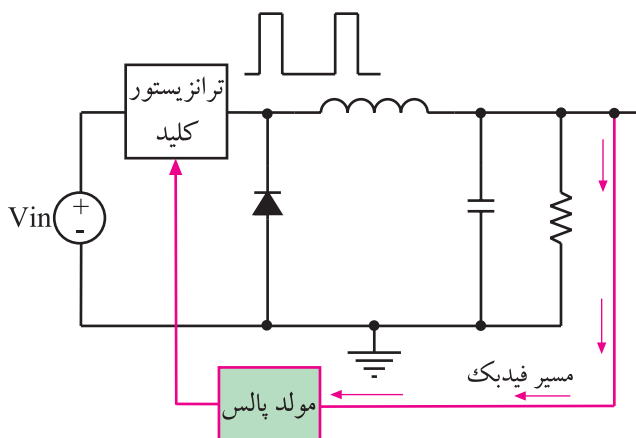 ترانزیستور
کلید
Vin
+
-
مسیر فیدبک
مولد پالس